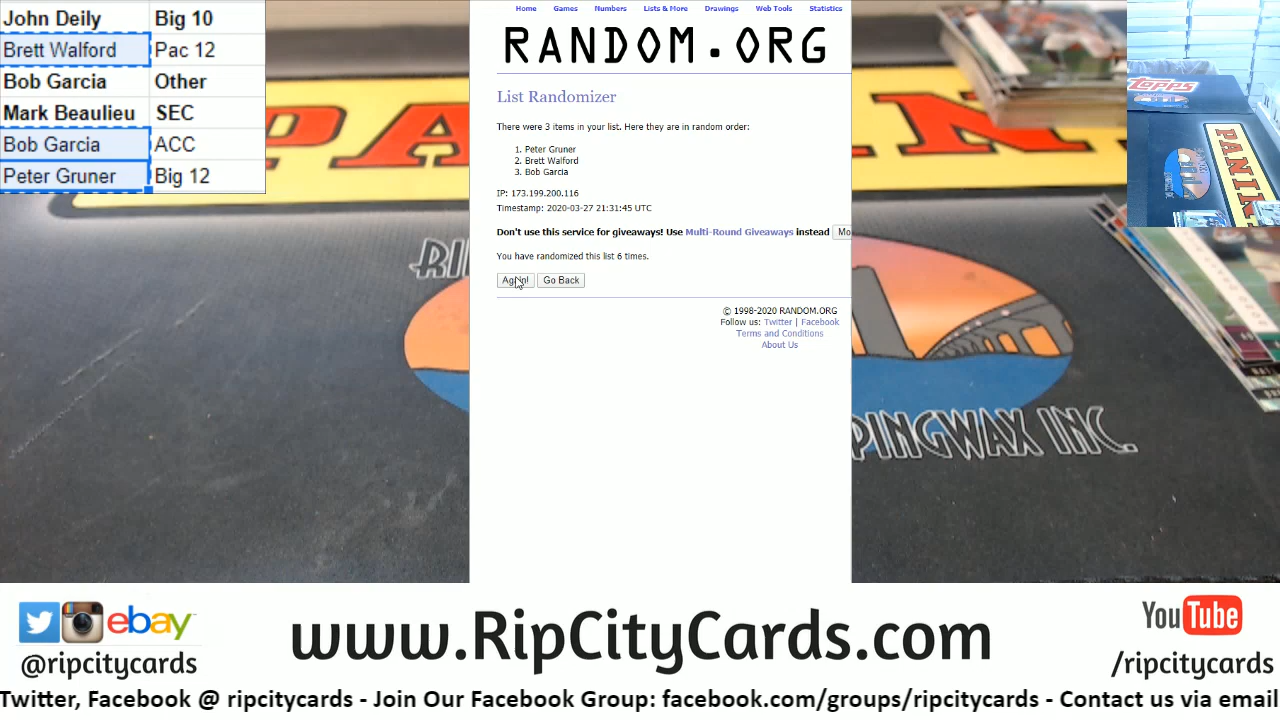 John Deily Big 10
Brett Walford Pac 12
Bob Garcia Other
Mark Beaulieu SEC
Bob Garcia ACC
Peter Gruner Big 12
Home Games Numbers Lists & More Drawings Web Tools Statistics
RANDOM.ORG
List Randomizer
There were 3 items in your list. Here they are in random order:
1. Peter Gruner
2. Brett Walford
3. Bob Garcia
IP: 173.199.200.116
Timestamp: 2020-03-27 21:31:45 UTC
Don't use this service for giveaways! Use Multi-Round Giveaways instead Mo
You have randomized this list 6 times.
Again! Go Back
© 1998-2020 RANDOM.ORG
Follow us: Twitter | Facebook
Terms and Conditions
About Us
PA
NI
RI
PINGWAX INC.
Topps
PANIN
ebay
@ripcitycards
www.RipCityCards.com
YouTube
/ripcitycards
Twitter, Facebook @ ripcitycards - Join Our Facebook Group: facebook.com/groups/ripcitycards - Contact us via email